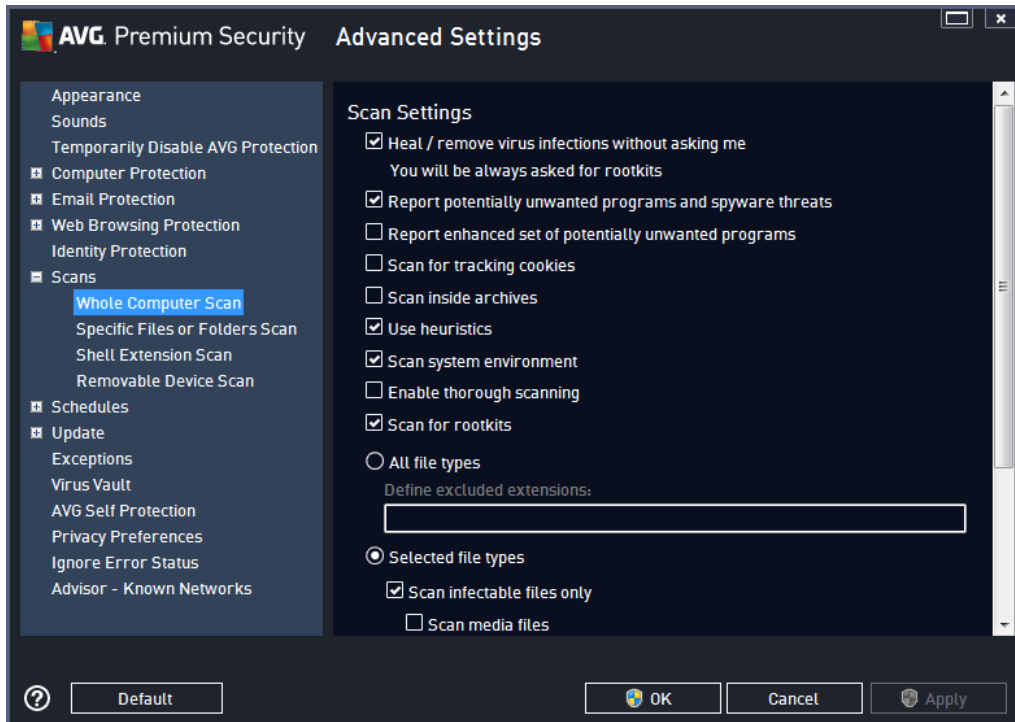 AVG. Premium Security Advanced Settings
Appearance
Sounds
Temporarily Disable AVG Protection
Computer Protection
Email Protection
Web Browsing Protection
Identity Protection
Scans
Whole Computer Scan
Specific Files or Folders Scan
Shell Extension Scan
Removable Device Scan
Schedules
Update
Exceptions
Virus Vault
AVG Self Protection
Privacy Preferences
Ignore Error Status
Advisor - Known Networks
Scan Settings
Heal / remove virus infections without asking me
You will be always asked for rootkits
Report potentially unwanted programs and spyware threats
Report enhanced set of potentially unwanted programs
Scan for tracking cookies
Scan inside archives
Use heuristics
Scan system environment
Enable thorough scanning
Scan for rootkits
All file types
Define excluded extensions:
Selected file types
Scan infectable files only
Scan media files
? Default OK Cancel Apply